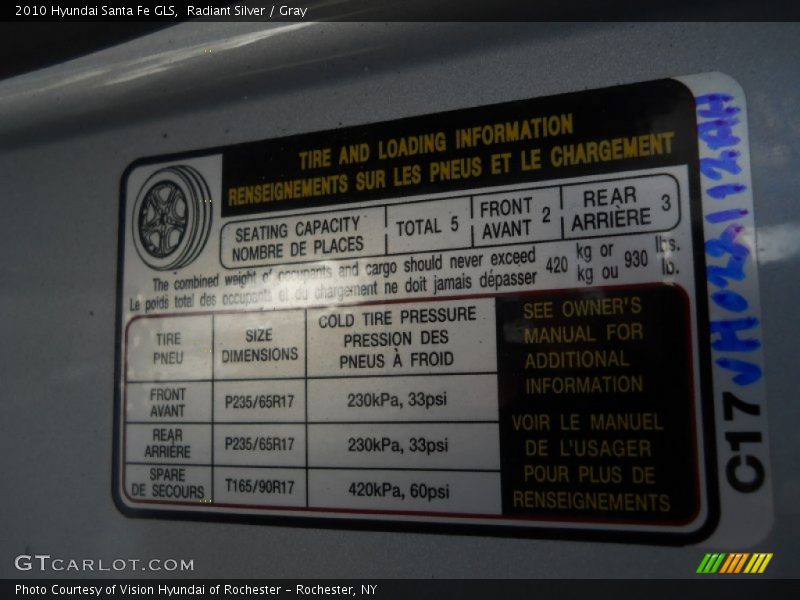 2010 Hyundai Santa Fe GLS, Radiant Silver / Gray
TIRE AND LOADING INFORMATION
RENSEIGNEMENTS SUR LES PNEUS ET LE CHARGEMENT
SEATING CAPACITY
NOMBRE DE PLACES
TOTAL 5
FRONT
AVANT 2
REAR
ARRIÈRE 3
The combined weight of occupants and cargo should never exceed
Le poids total des occupants et du chargement ne doit jamais dépasser
420 kg or
kg ou
930 lbs.
lb.
TIRE
PNEU
SIZE
DIMENSIONS
COLD TIRE PRESSURE
PRESSION DES
PNEUS À FROID
FRONT
AVANT
P235/65R17
230kPa, 33psi
REAR
ARRIÈRE
P235/65R17
230kPa, 33psi
SPARE
DE SECOURS
T165/90R17
420kPa, 60psi
SEE OWNER'S
MANUAL FOR
ADDITIONAL
INFORMATION
VOIR LE MANUEL
DE L'USAGER
POUR PLUS DE
RENSEIGNEMENTS
C17
GTCARLOT.COM
Photo Courtesy of Vision Hyundai of Rochester - Rochester, NY